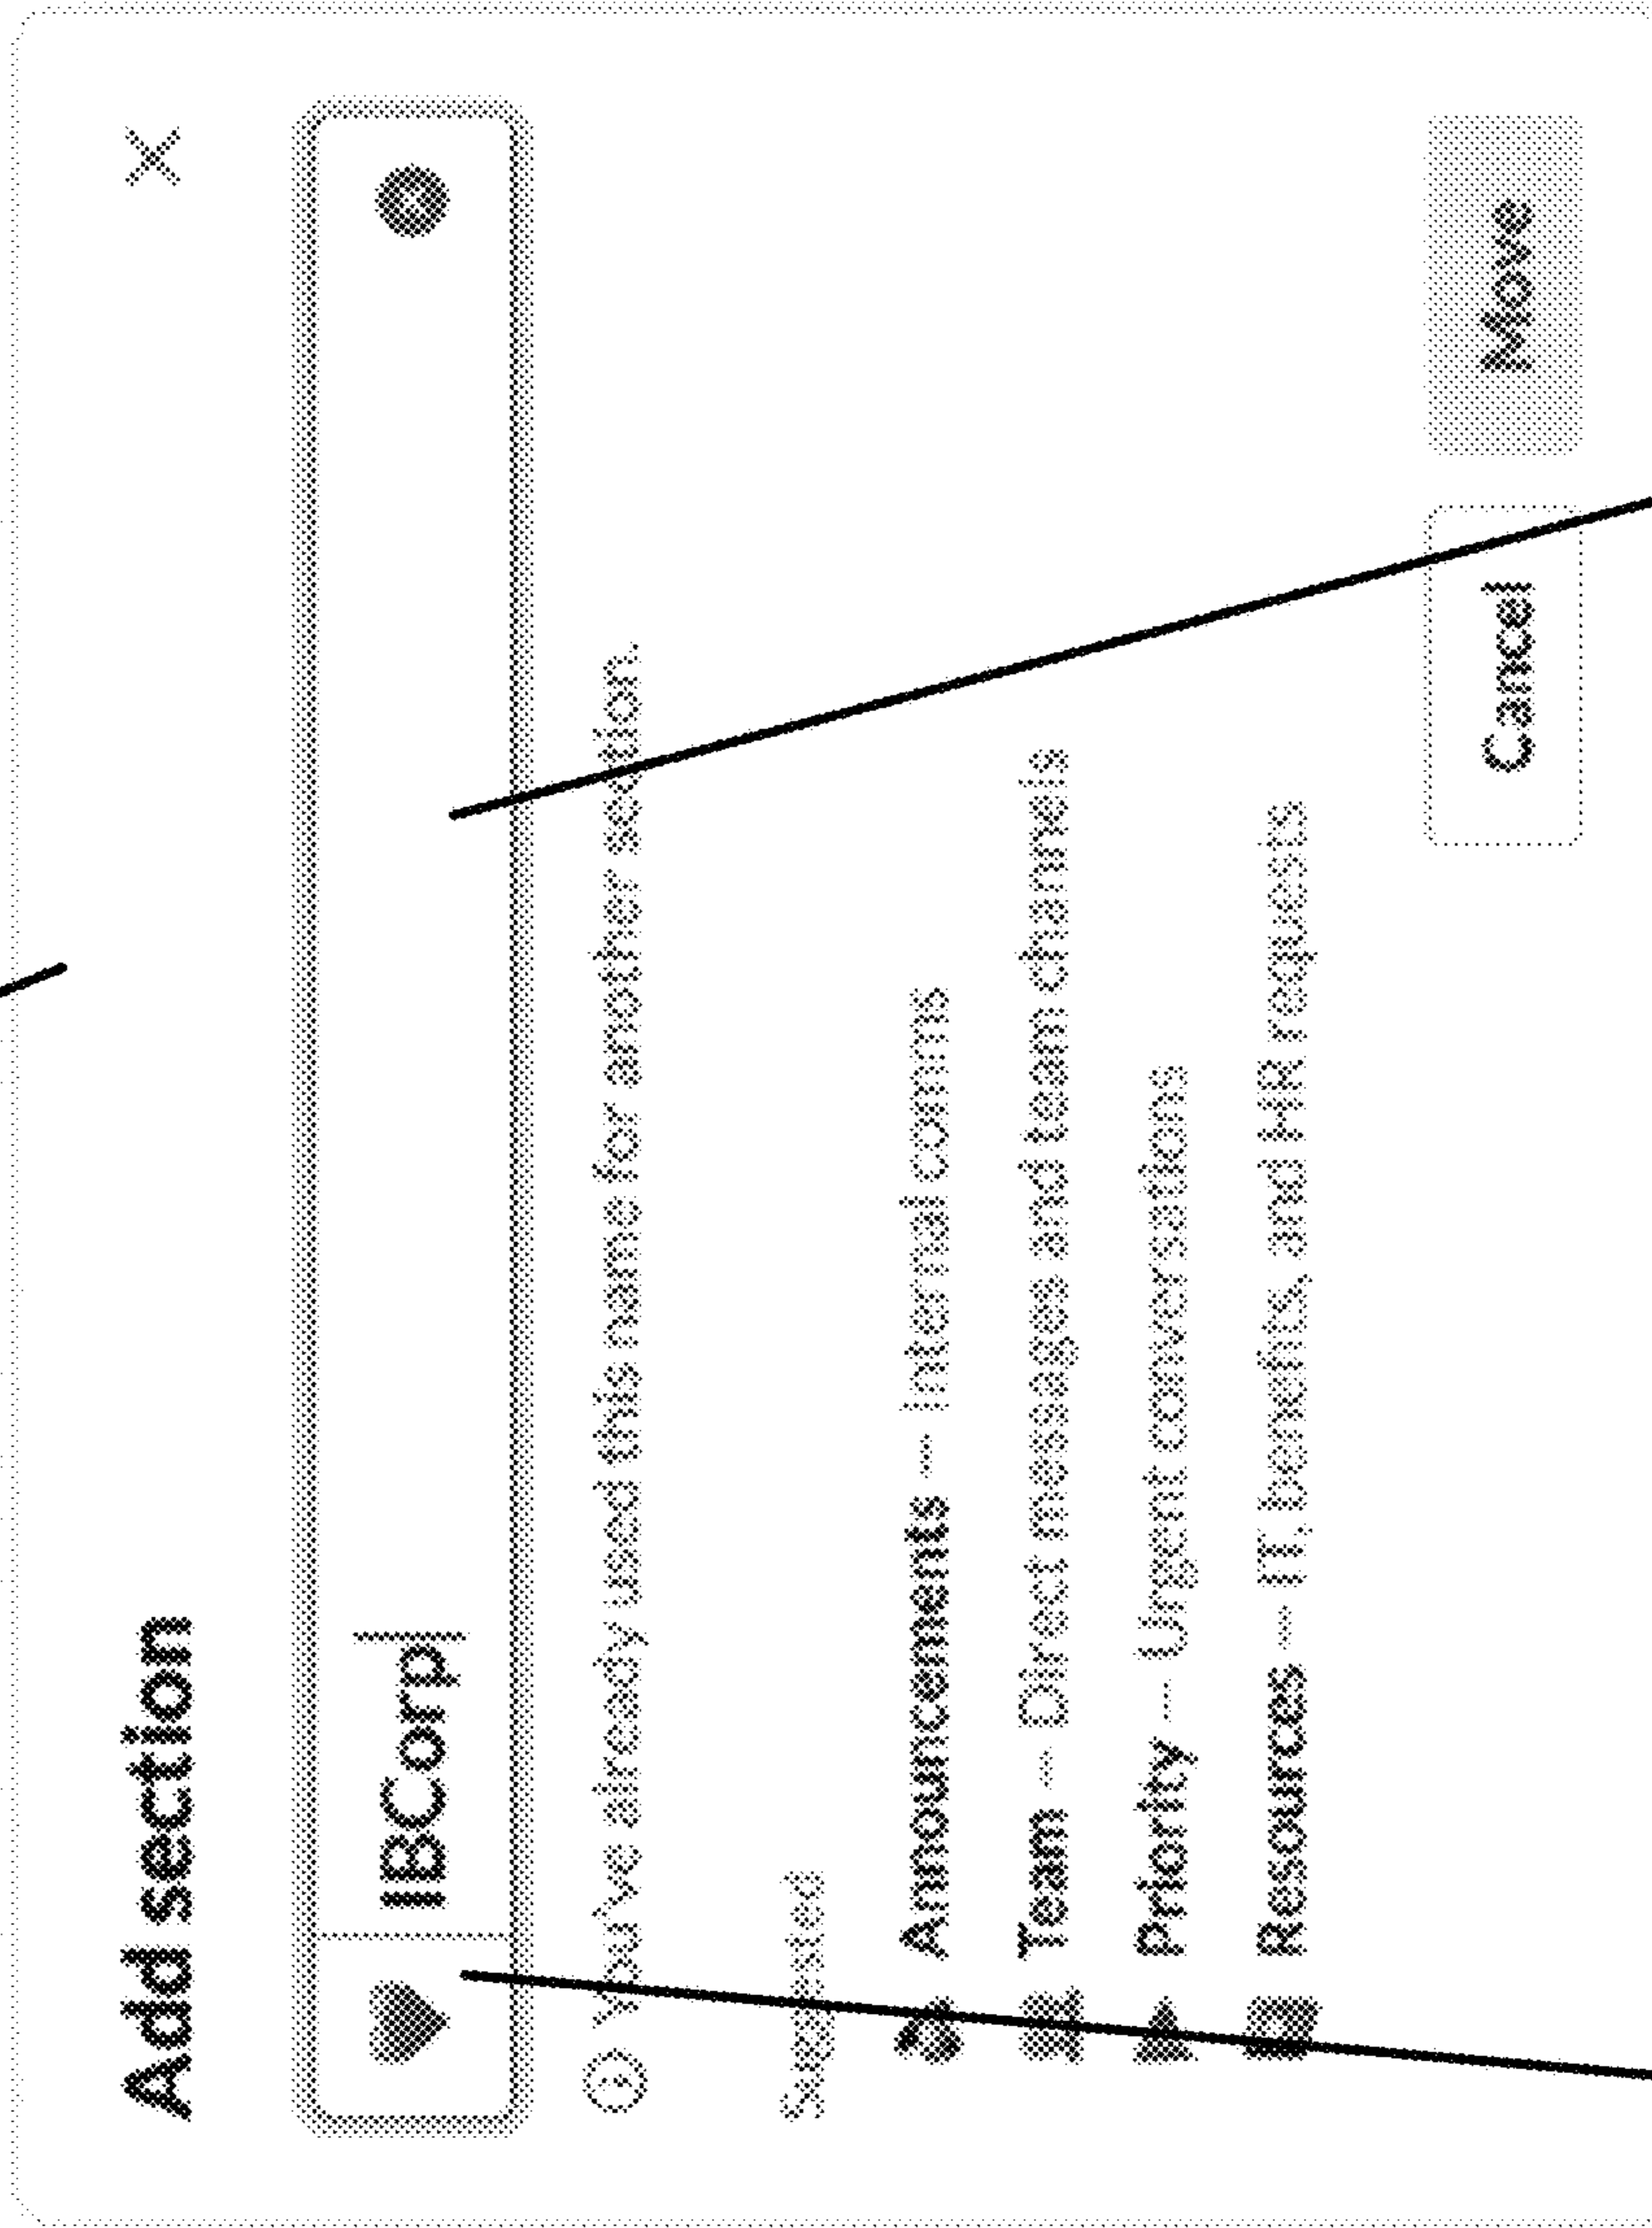 Add section
IBCorp
You've already used this name for another section.
Suggested
Announcements — Internal comms
Team — Direct messages and team channels
Priority — Urgent conversations
Resources — IT, benefits, and HR requests
Cancel
Move